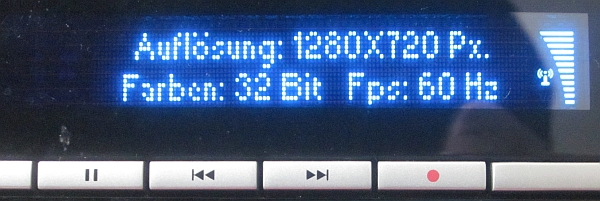 Auflösung: 1280X720 Px.
Farben: 32 Bit Fps: 60 Hz